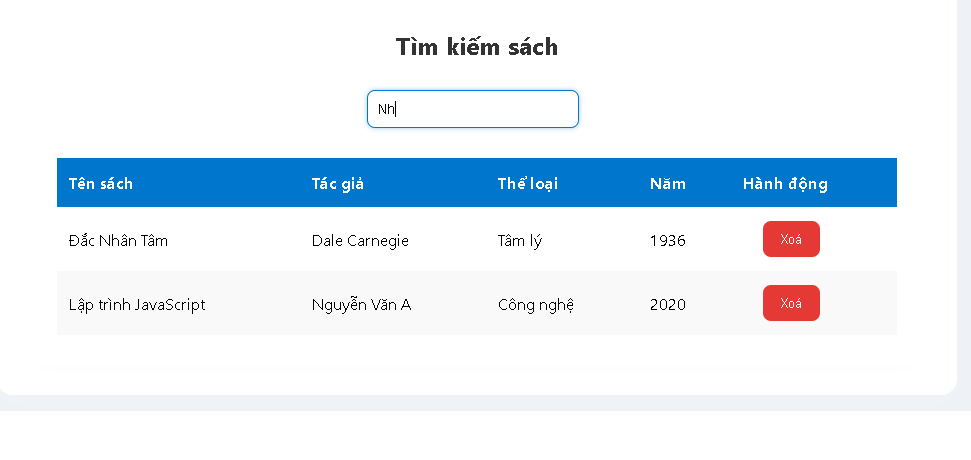 Tìm kiếm sách
Nh
Tên sách Tác giả Thể loại Năm Hành động
Đắc Nhân Tâm Dale Carnegie Tâm lý 1936 Xoá
Lập trình JavaScript Nguyễn Văn A Công nghệ 2020 Xoá